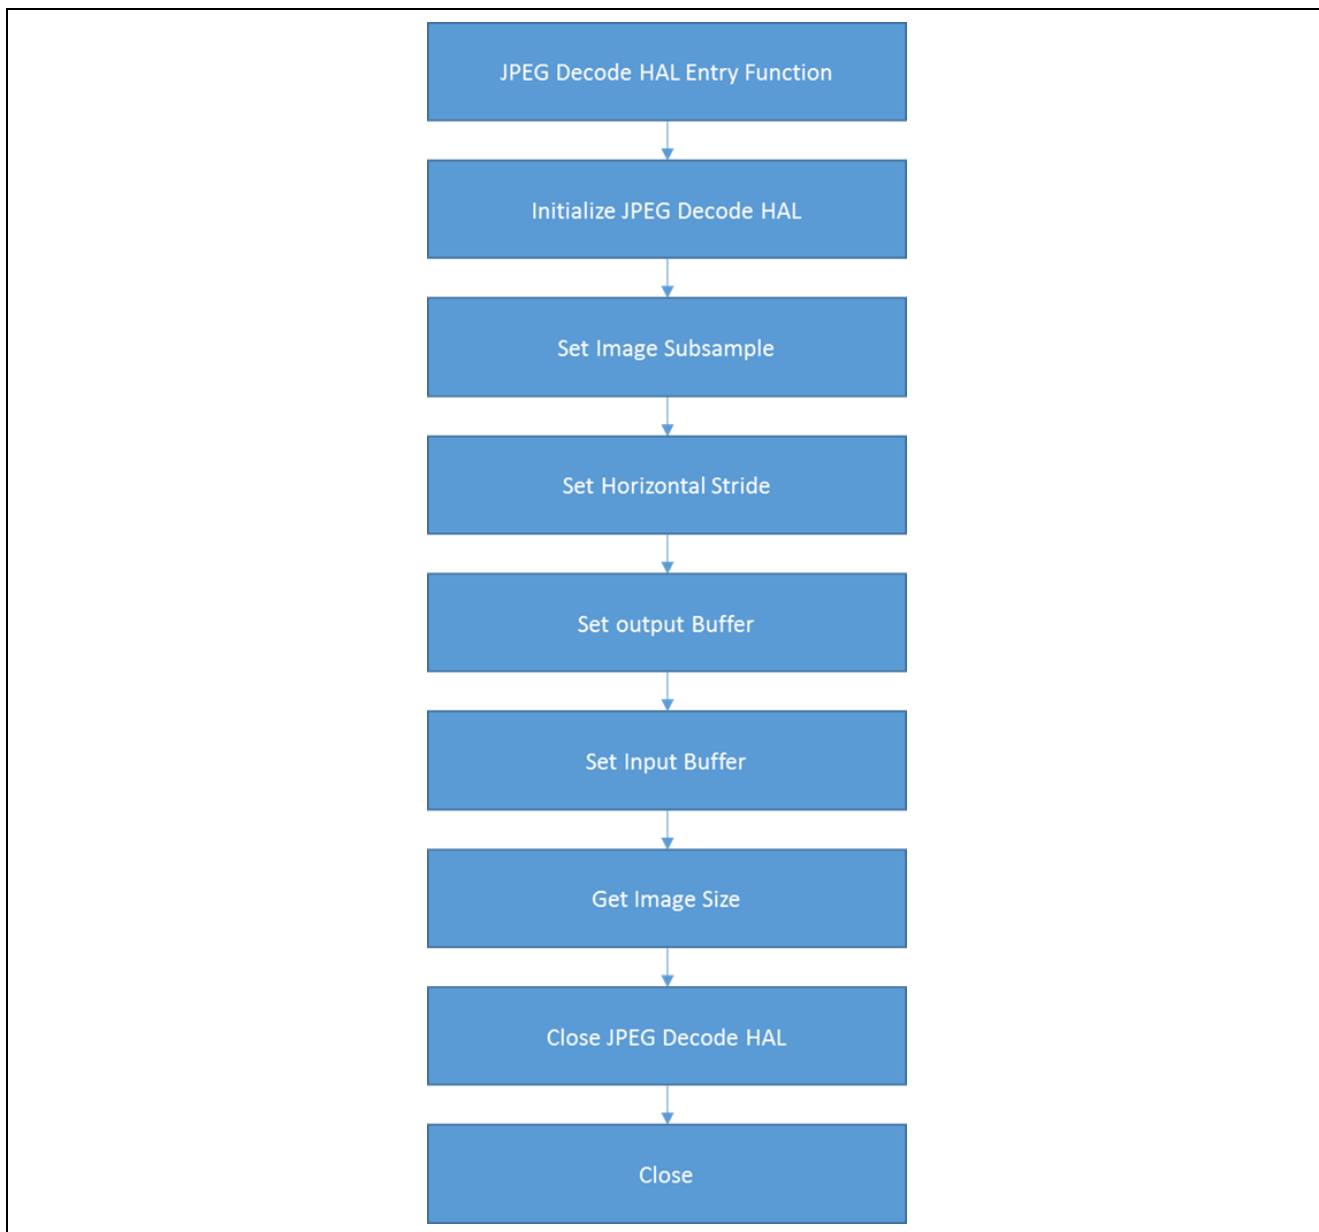 JPEG Decode HAL Entry Function
Initialize JPEG Decode HAL
Set Image Subsample
Set Horizontal Stride
Set output Buffer
Set Input Buffer
Get Image Size
Close JPEG Decode HAL
Close